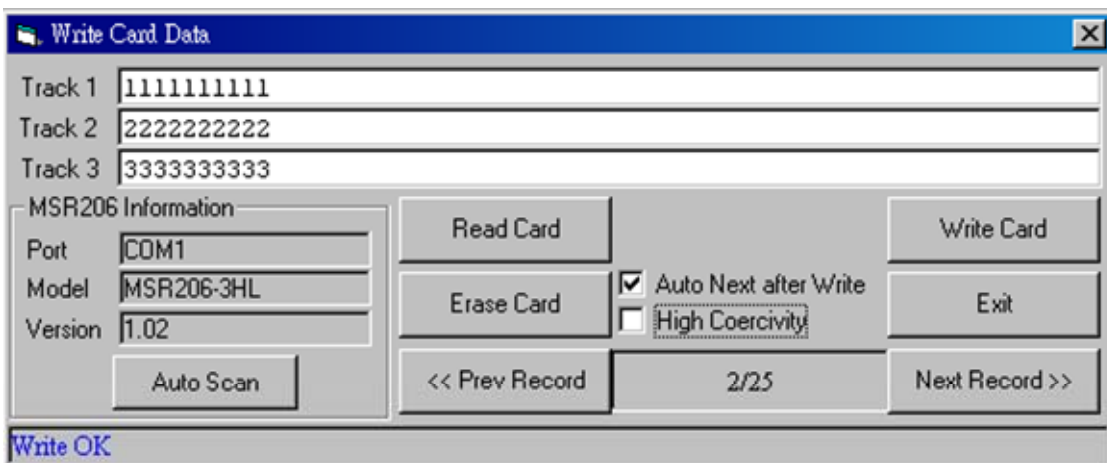 Write Card Data
Track 1 1111111111
Track 2 2222222222
Track 3 3333333333
MSR206 Information
Port COM1
Model MSR206-3HL
Version 1.02
Auto Scan
Read Card
Write Card
Erase Card
Auto Next after Write
High Coercivity
Exit
<< Prev Record
2/25
Next Record >>
Write OK